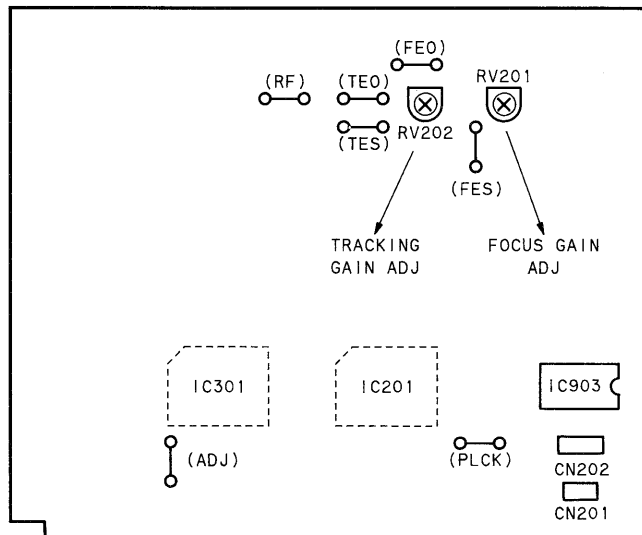 (FEO)
(RF)
(TEO)
RV201
RV202
(TES)
(FES)
TRACKING
GAIN ADJ
FOCUS GAIN
ADJ
IC301
IC201
IC903
(ADJ)
(PLCK)
CN202
CN201